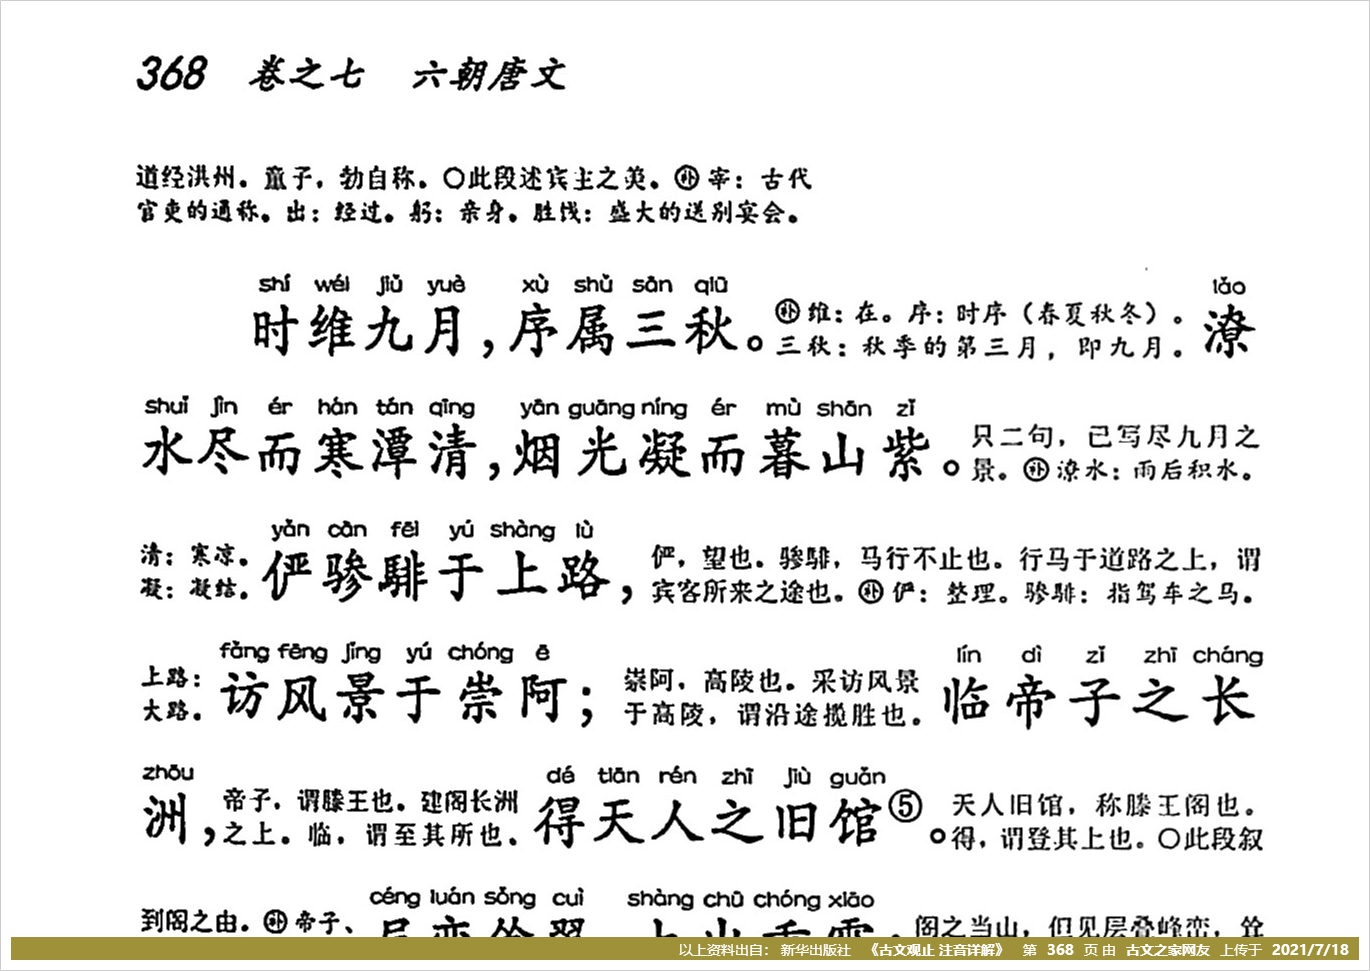 368 卷之七 六朝唐文
道经洪州。童子，勃自称。〇此段述宾主之美。㊣宰：古代
官吏的通称。出：经过。躬：亲身。胜饯：盛大的送别宴会。
shí wéi jiǔ yuè xù shǔ sān qiū lǎo
时维九月，序属三秋。补维：在。序：时序（春夏秋冬）。三秋：秋季的第三月，即九月。潦
shuǐ jìn ér hán tán qīng yān guāng níng ér mù shān zǐ
水尽而寒潭清，烟光凝而暮山紫。只二句，已写尽九月之景。补潦水：雨后积水。
yǎn cān fēi yú shàng lù
清：寒凉。凝：凝结。俨骖騑于上路，俨，望也。骖騑，马行不止也。行马于道路之上，谓宾客所来之途也。补俨：整理。骖騑：指驾车之马。
fǎng fēng jǐng yú chóng ē lín dì zǐ zhī cháng
上路：大路。访风景于崇阿；崇阿，高陵也。采访风景于高陵，谓沿途揽胜也。临帝子之长
zhōu dé tiān rén zhī jiù guǎn
洲，帝子，谓滕王也。建阁长洲之上。临，谓至其所也。得天人之旧馆⑤。天人旧馆，称滕王阁也。得，谓登其上也。〇此段叙
céng luán sǒng cuì shàng chū chóng xiāo
到阁之由。补帝子、层峦耸翠，上出重霄 阁之当山，但见层叠峰峦，耸
以上资料出自： 新华出版社 《古文观止 注音详解》 第 368 页 由 古文之家网友 上传于 2021/7/18